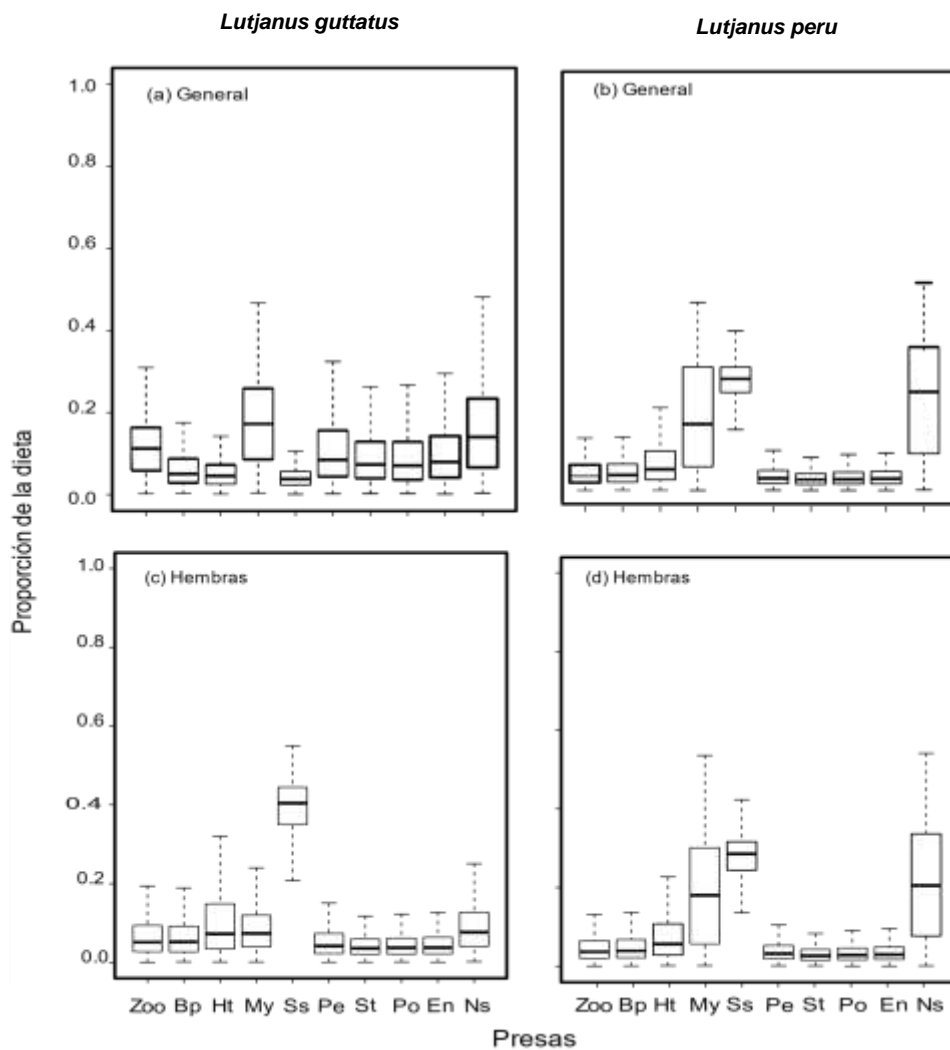 Lutjanus guttatus
Lutjanus peru
(a) General
(b) General
1.0
0.8
0.6
0.4
0.2
0.0
(c) Hembras
(d) Hembras
1.0
0.8
0.6
0.4
0.2
0.0
Proporción de la dieta
Zoo Bp Ht My Ss Pe St Po En Ns
Zoo Bp Ht My Ss Pe St Po En Ns
Presas